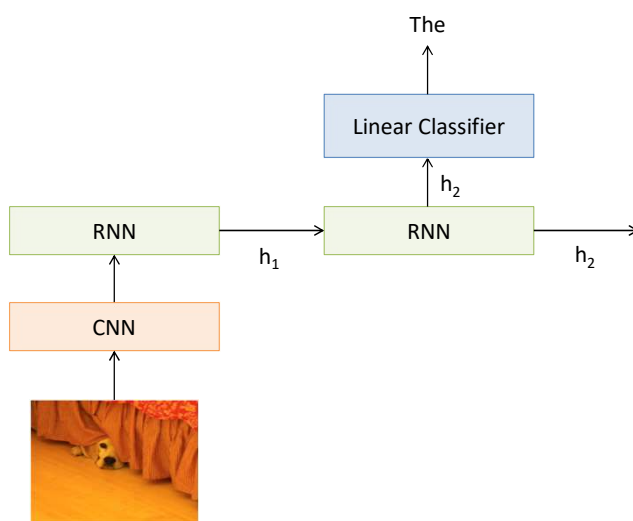 The
Linear Classifier
h₂
RNN
h₁
RNN
h₂
CNN